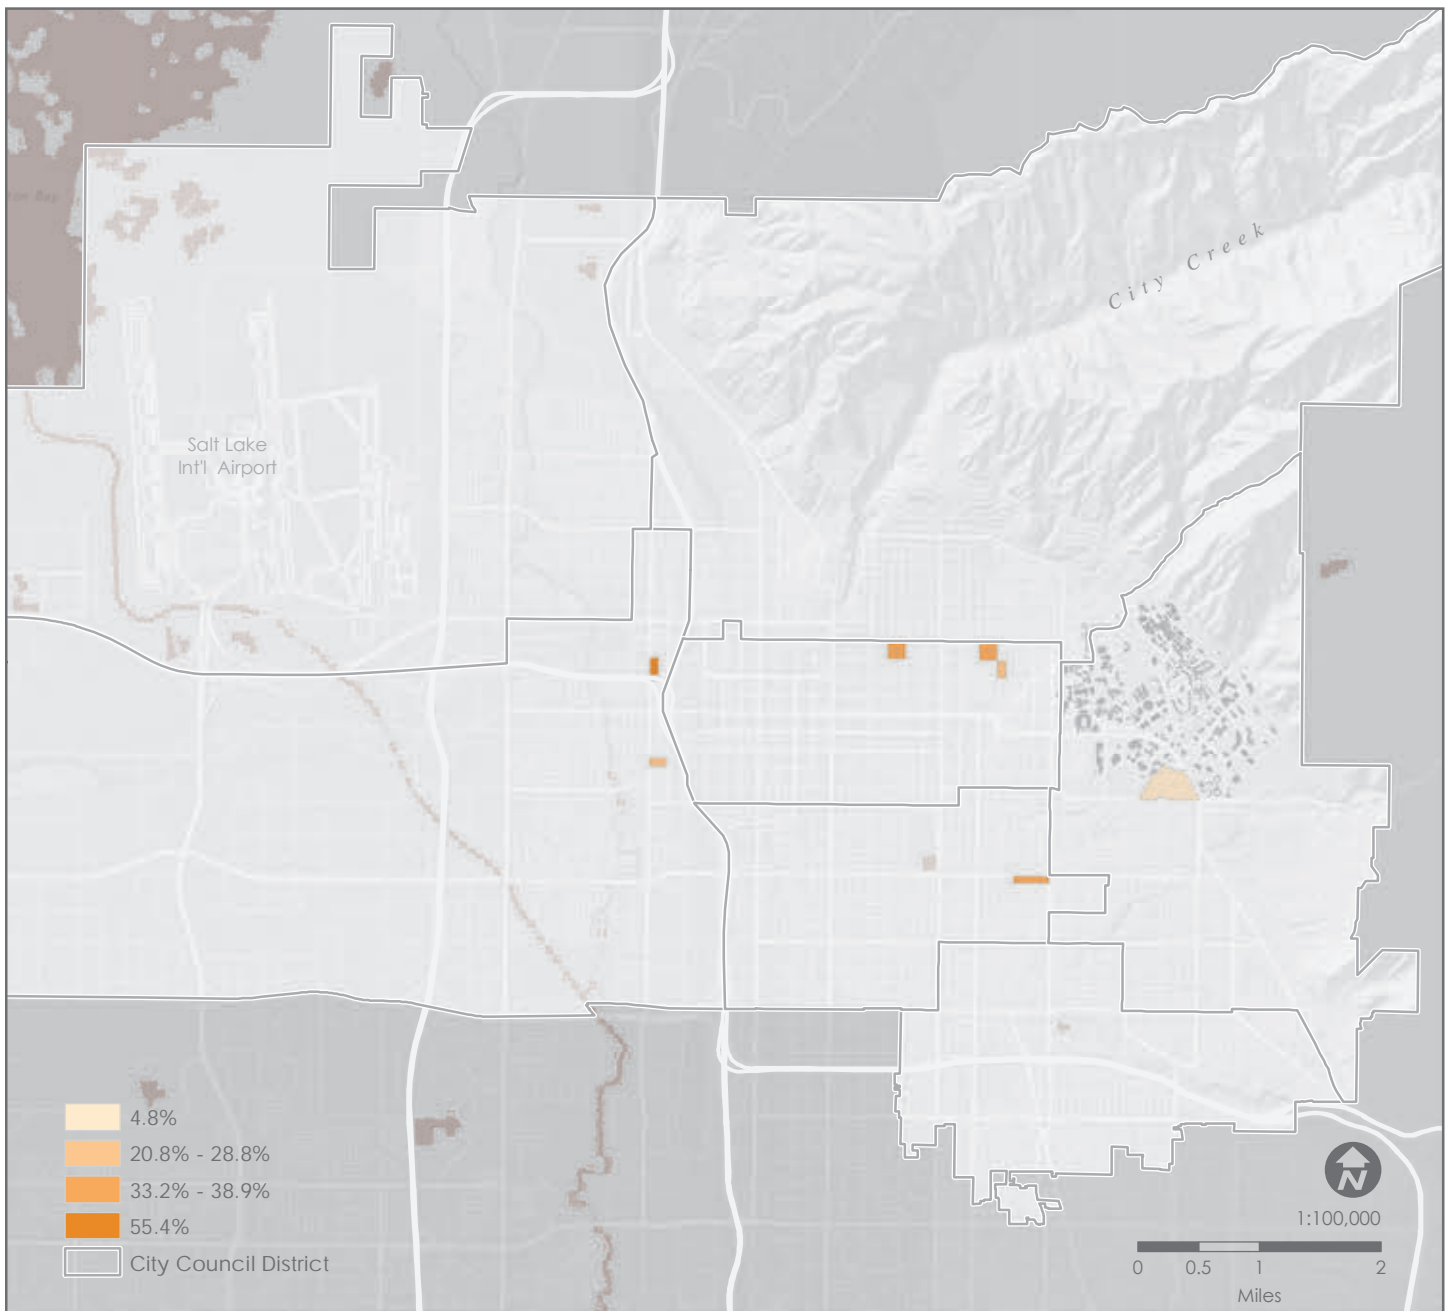 City Creek
Salt Lake
Int'l Airport
4.8%
20.8% - 28.8%
33.2% - 38.9%
55.4%
City Council District
N
1:100,000
0 0.5 1 2
Miles